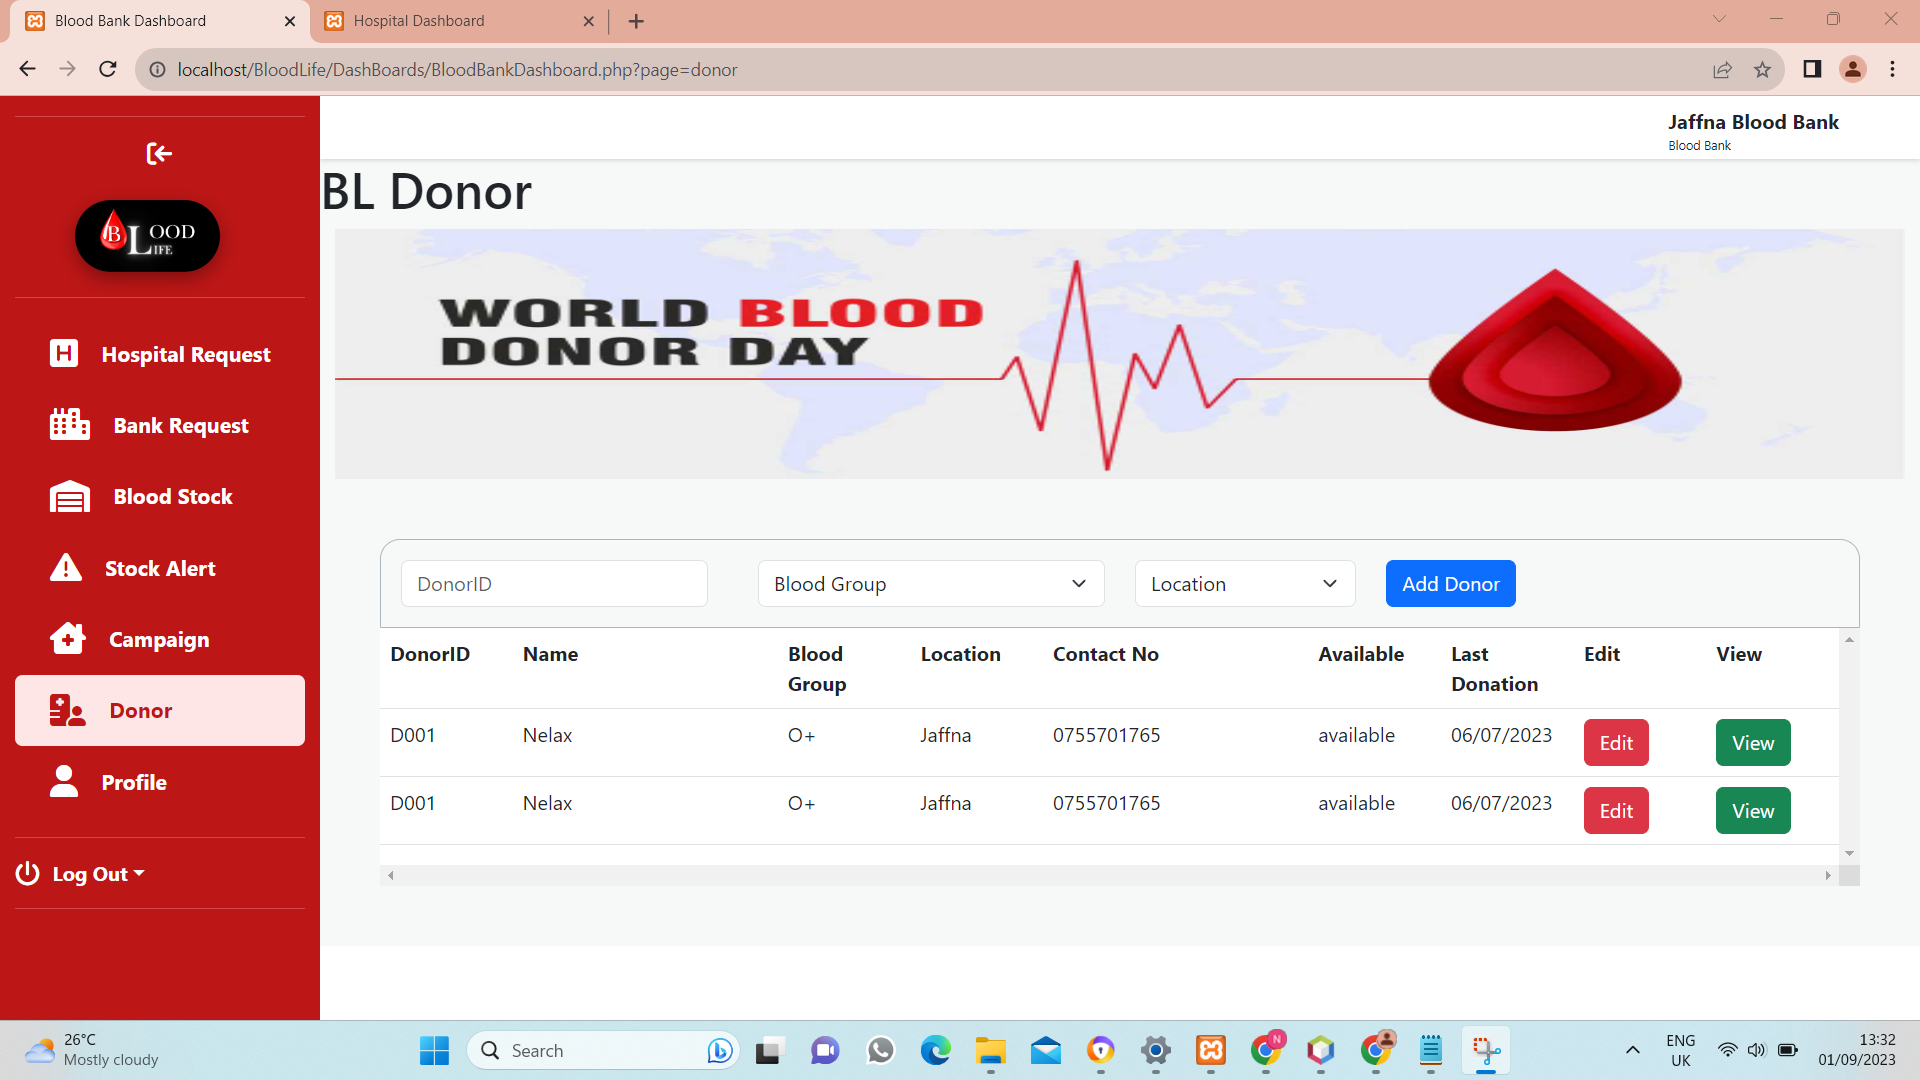 Blood Bank Dashboard
Hospital Dashboard
localhost/BloodLife/DashBoards/BloodBankDashboard.php?page=donor
Jaffna Blood Bank
Blood Bank
B LOOD
LIFE
BL Donor
WORLD BLOOD
DONOR DAY
Hospital Request
Bank Request
Blood Stock
Stock Alert
Campaign
Donor
Profile
Log Out
DonorID Blood Group Location Add Donor
DonorID Name Blood Group Location Contact No Available Last Donation Edit View
D001 Nelax O+ Jaffna 0755701765 available 06/07/2023 Edit View
D001 Nelax O+ Jaffna 0755701765 available 06/07/2023 Edit View
26°C
Mostly cloudy
Search
N
ENG
UK
13:32
01/09/2023